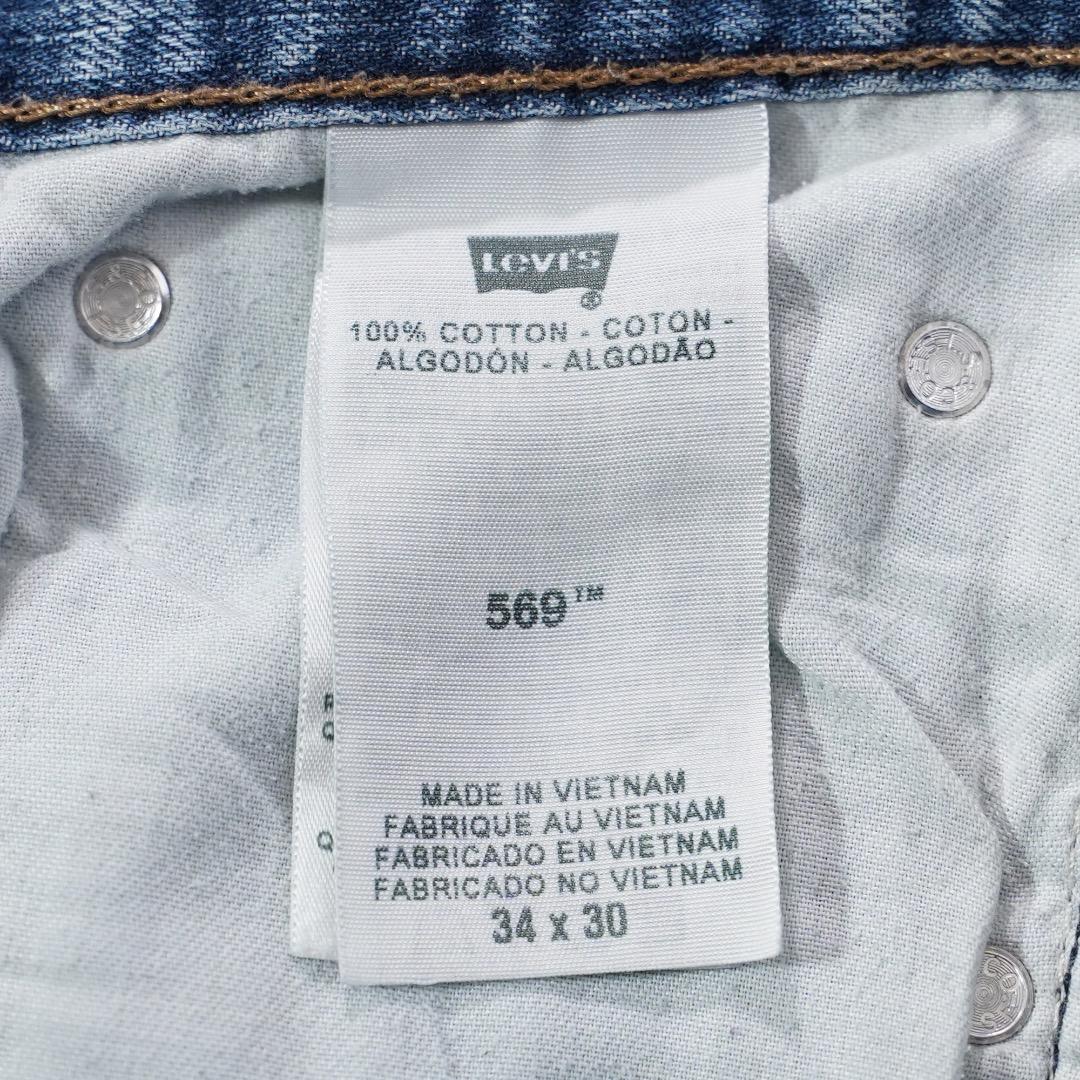 LEVI'S
®
100% COTTON - COTON -
ALGODÓN - ALGODÃO
569™
MADE IN VIETNAM
FABRIQUE AU VIETNAM
FABRICADO EN VIETNAM
FABRICADO NO VIETNAM
34 x 30